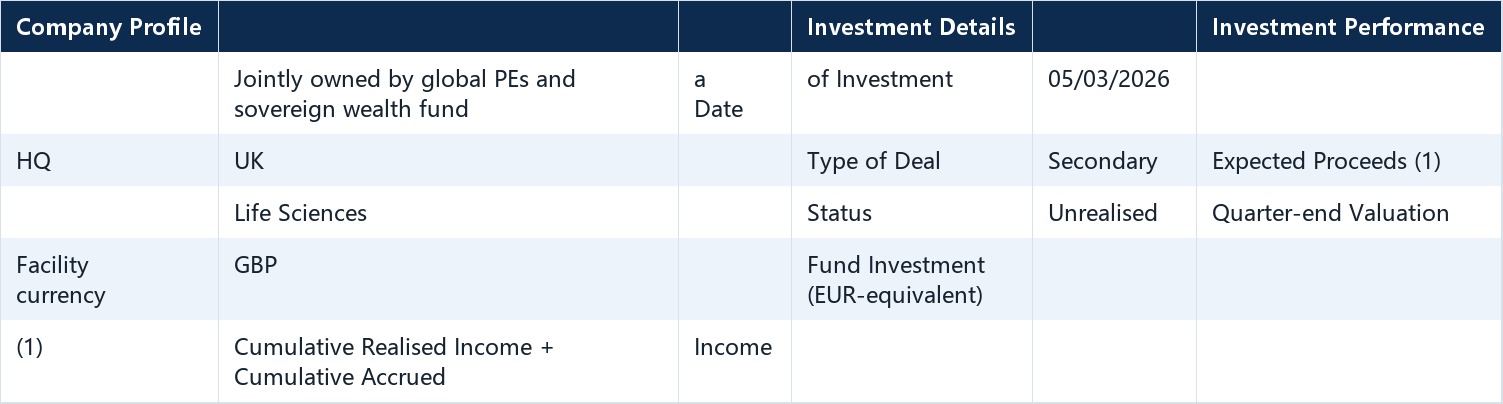 Company Profile Investment Details Investment Performance
Jointly owned by global PEs and a of Investment 05/03/2026
sovereign wealth fund Date
HQ UK Type of Deal Secondary Expected Proceeds (1)
Life Sciences Status Unrealised Quarter-end Valuation
Facility GBP Fund Investment
currency (EUR-equivalent)
(1) Cumulative Realised Income + Income
Cumulative Accrued